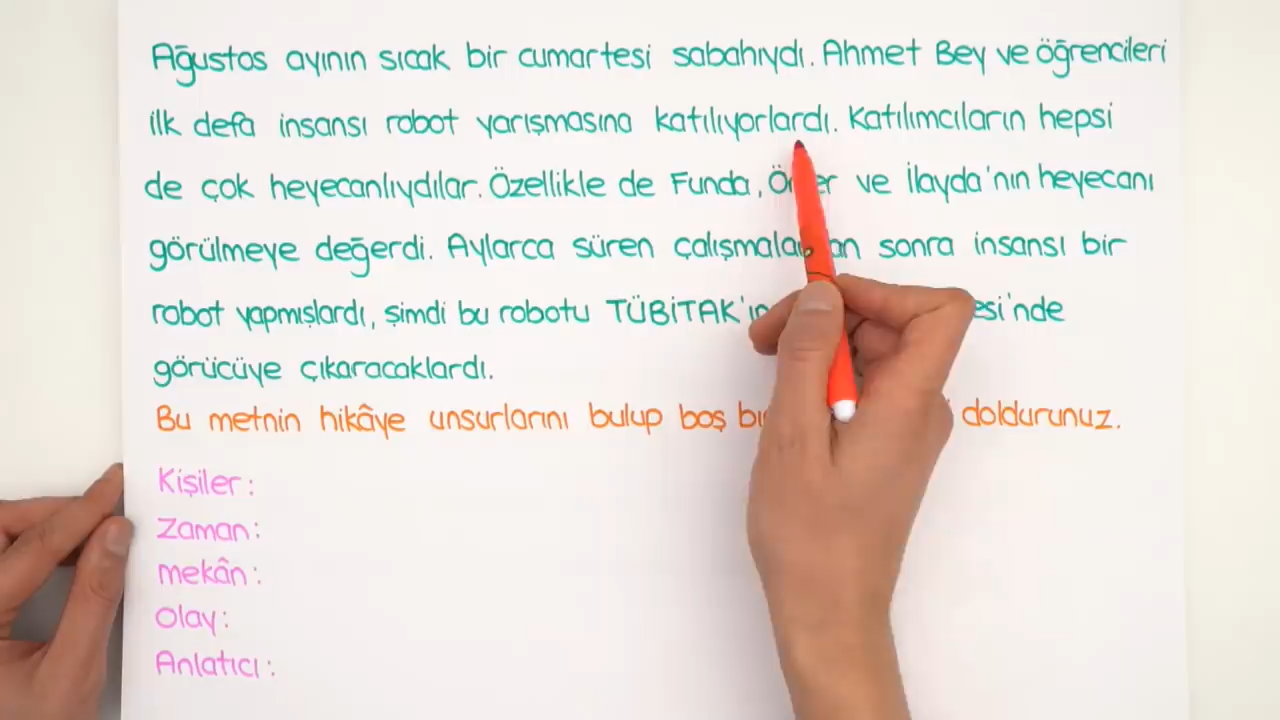 Ağustos ayının sıcak bir cumartesi sabahıydı. Ahmet Bey ve öğrencileri
ilk defa insansı robot yarışmasına katılıyorlardı. Katılımcıların hepsi
de çok heyecanlıydılar. Özellikle de Funda, ve İlayda'nın heyecanı
görülmeye değerdi. Aylarca süren sonra insansı bir
robot yapmışlardı, şimdi bu robotu
görücüye çıkaracaklardı.
Bu metnin hikâye unsurlarını bulup boş doldurunuz.
Kişiler:
Zaman:
mekân:
Olay:
Anlatıcı: